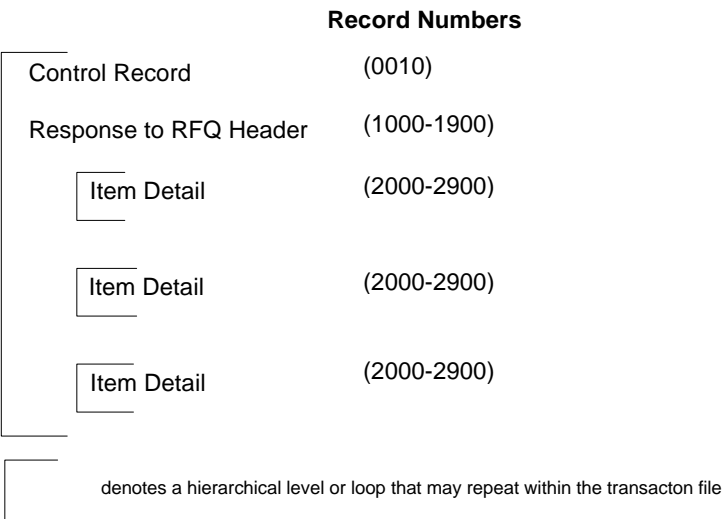 Record Numbers
Control Record (0010)
Response to RFQ Header (1000-1900)
Item Detail (2000-2900)
Item Detail (2000-2900)
Item Detail (2000-2900)
denotes a hierarchical level or loop that may repeat within the transacton file